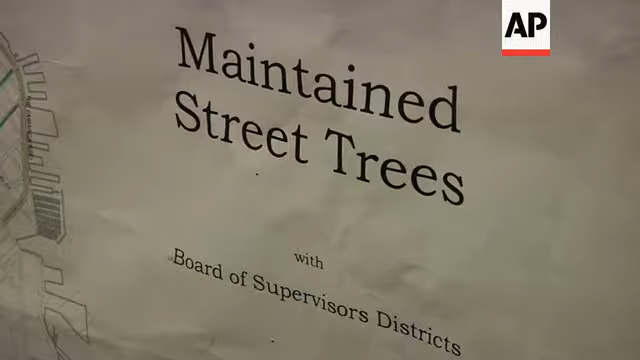 AP
Maintained
Street Trees
with
Board of Supervisors Districts